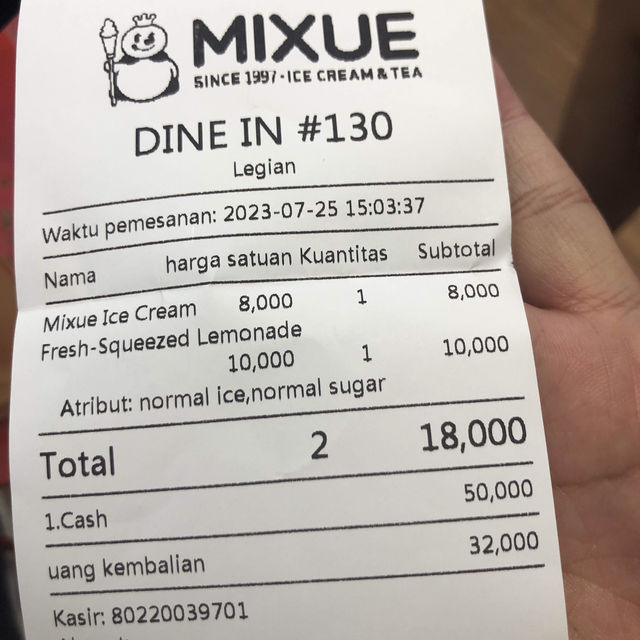 MIXUE
SINCE 1997·ICE CREAM&TEA
DINE IN #130
Legian
Waktu pemesanan: 2023-07-25 15:03:37
Nama harga satuan Kuantitas Subtotal
Mixue Ice Cream 8,000 1 8,000
Fresh-Squeezed Lemonade
10,000 1 10,000
Atribut: normal ice,normal sugar
Total 2 18,000
1.Cash 50,000
uang kembalian 32,000
Kasir: 80220039701